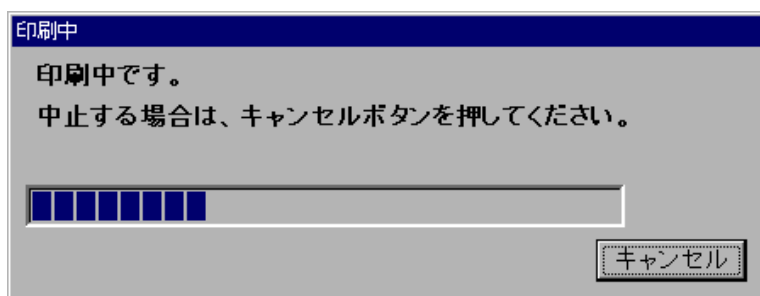 印刷中
印刷中です。
中止する場合は、キャンセルボタンを押してください。
キャンセル